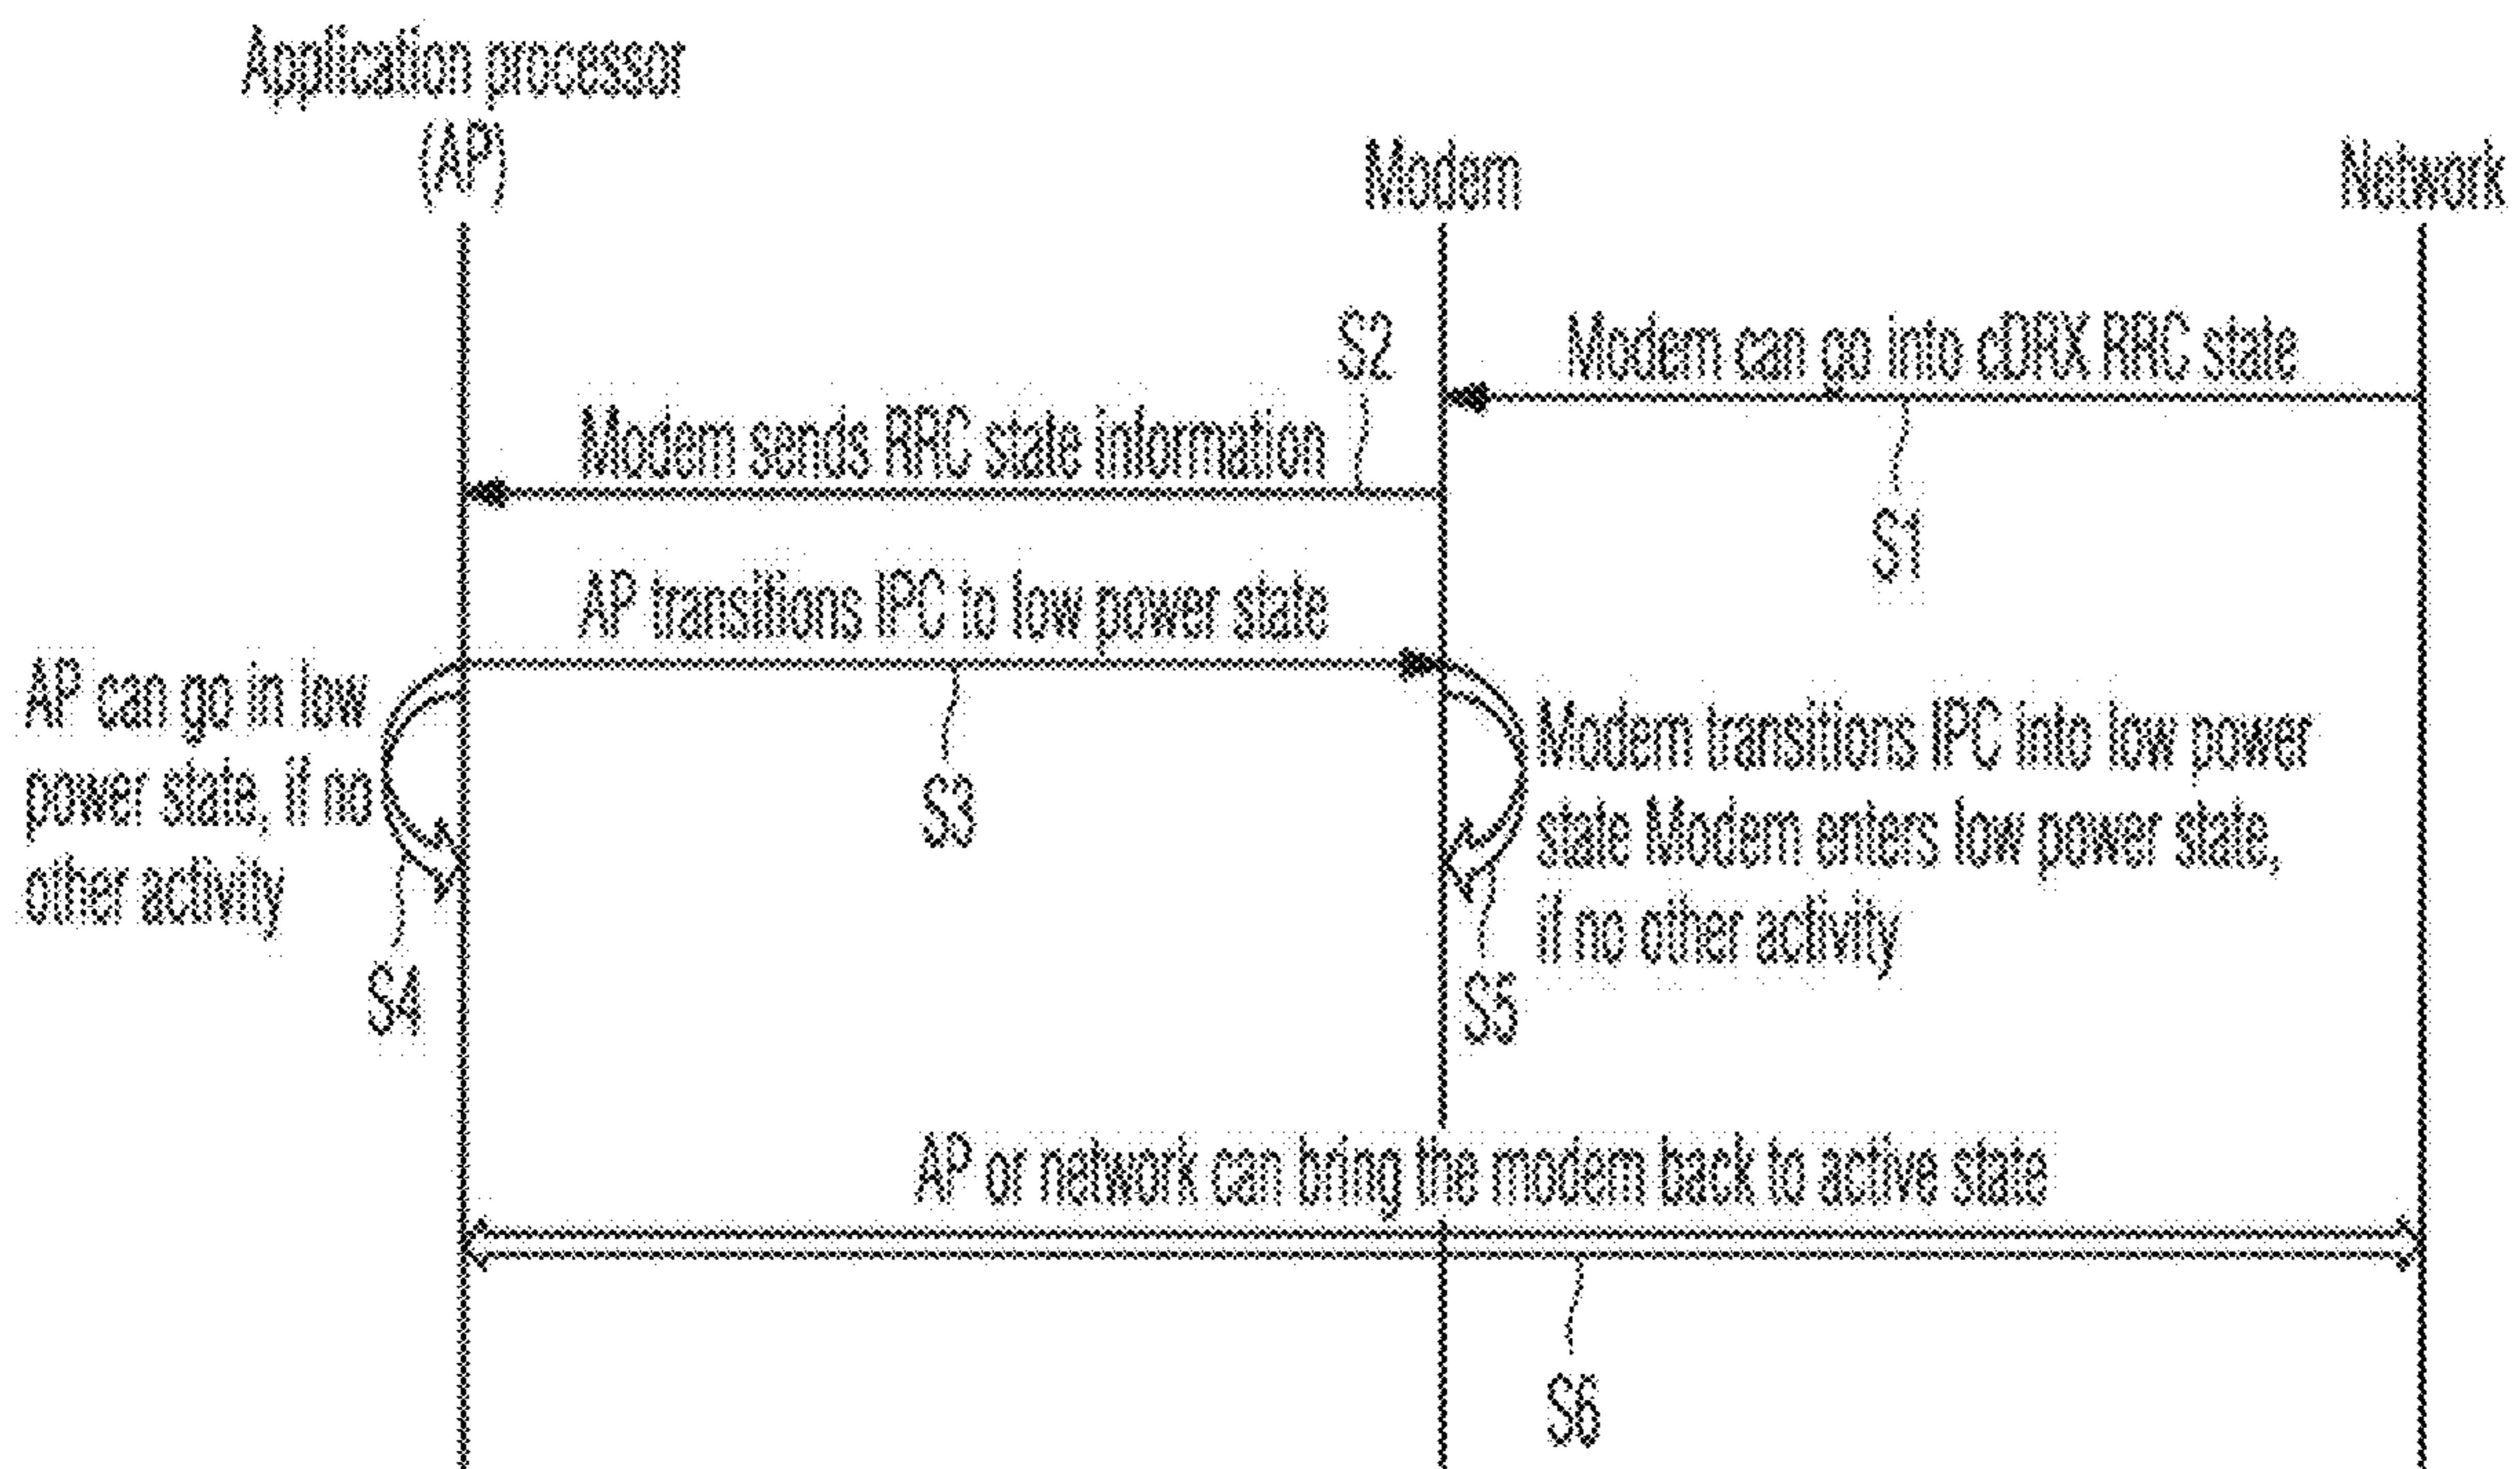 Application processor
(AP)
Modem
Network
S2
Modem can go into cDRX RRC state
Modem sends RRC state information
S1
AP transitions IPC to low power state
AP can go in low
power state, if no
other activity
S3
Modem transitions IPC into low power
state Modem enters low power state,
if no other activity
S4
S5
AP or network can bring the modem back to active state
S6